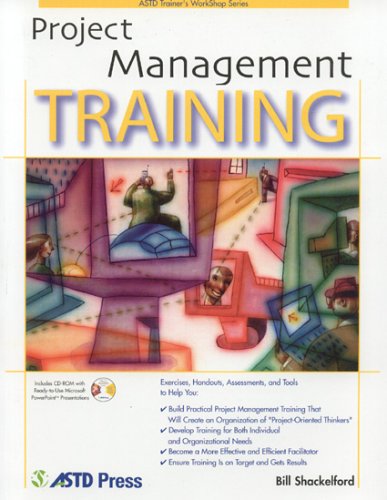 ASTD Trainer's WorkShop Series
Project
Management
TRAINING
Includes CD-ROM with
Ready-to-Use Microsoft
PowerPoint™ Presentations
Exercises, Handouts, Assessments, and Tools
to Help You:
✓ Build Practical Project Management Training That
Will Create an Organization of "Project-Oriented Thinkers"
✓ Develop Training for Both Individual
and Organizational Needs
✓ Become a More Effective and Efficient Facilitator
✓ Ensure Training Is on Target and Gets Results
ASTD Press
Bill Shackelford